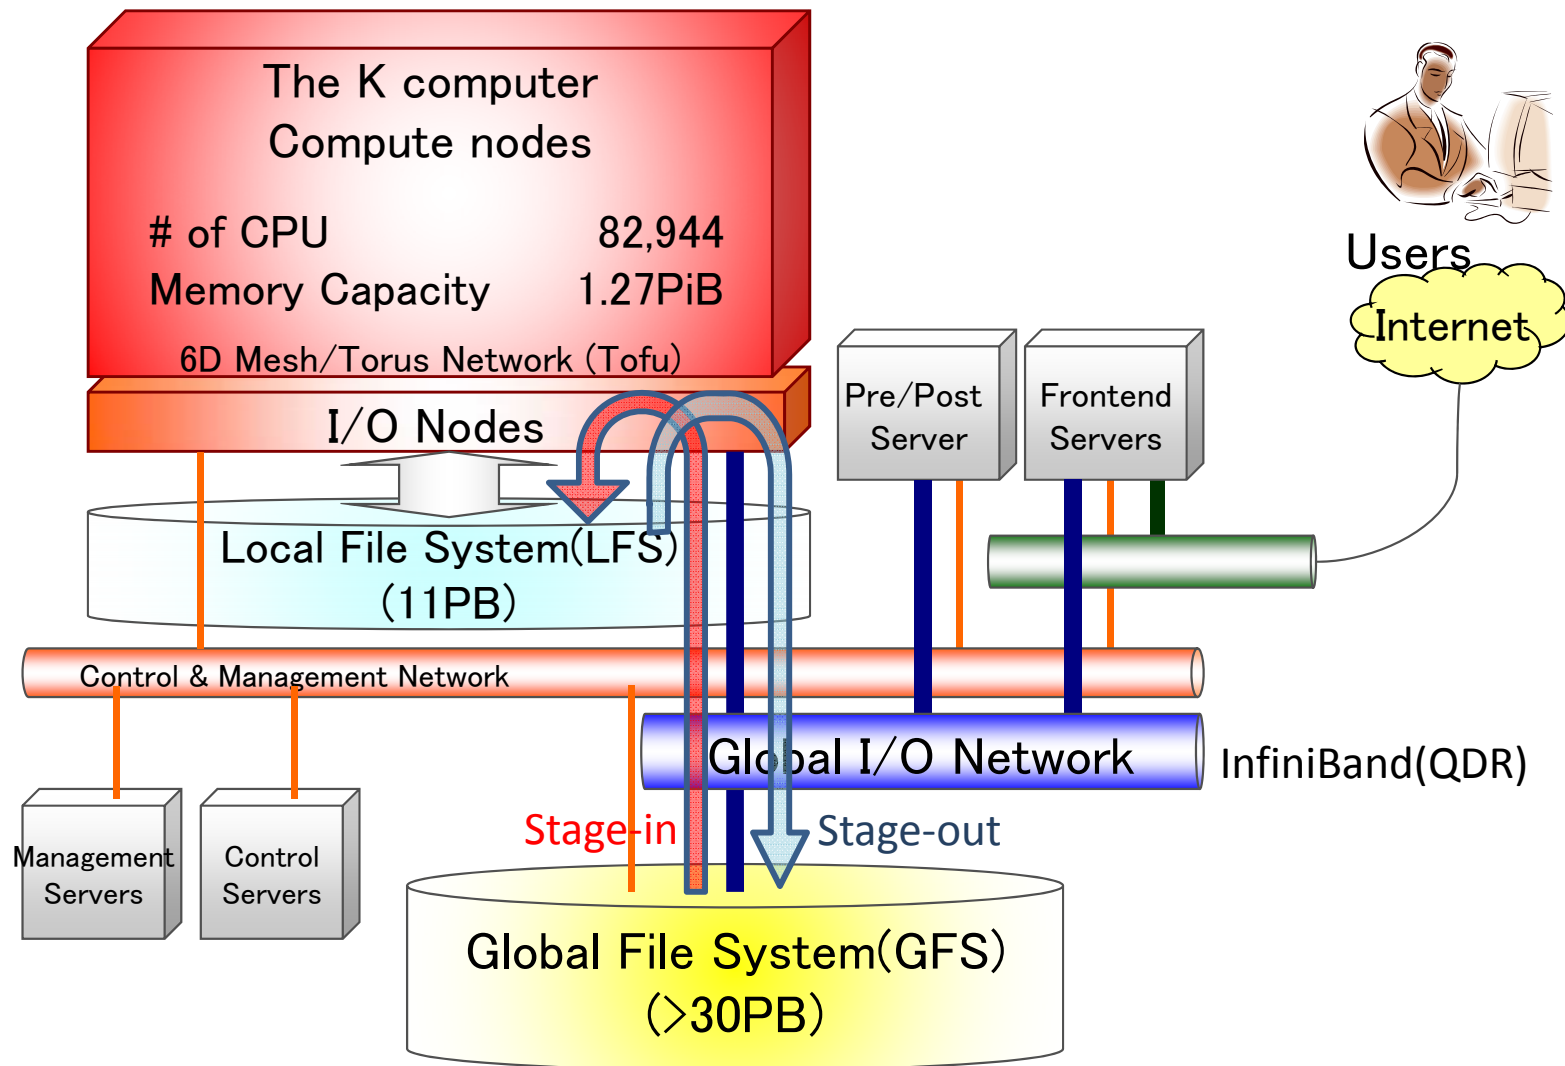 The K computer
Compute nodes
# of CPU 82,944
Memory Capacity 1.27PiB
6D Mesh/Torus Network (Tofu)
I/O Nodes
Local File System(LFS)
(11PB)
Users
Internet
Pre/Post
Server
Frontend
Servers
Control & Management Network
Global I/O Network
InfiniBand(QDR)
Stage-in
Stage-out
Management
Servers
Control
Servers
Global File System(GFS)
(>30PB)